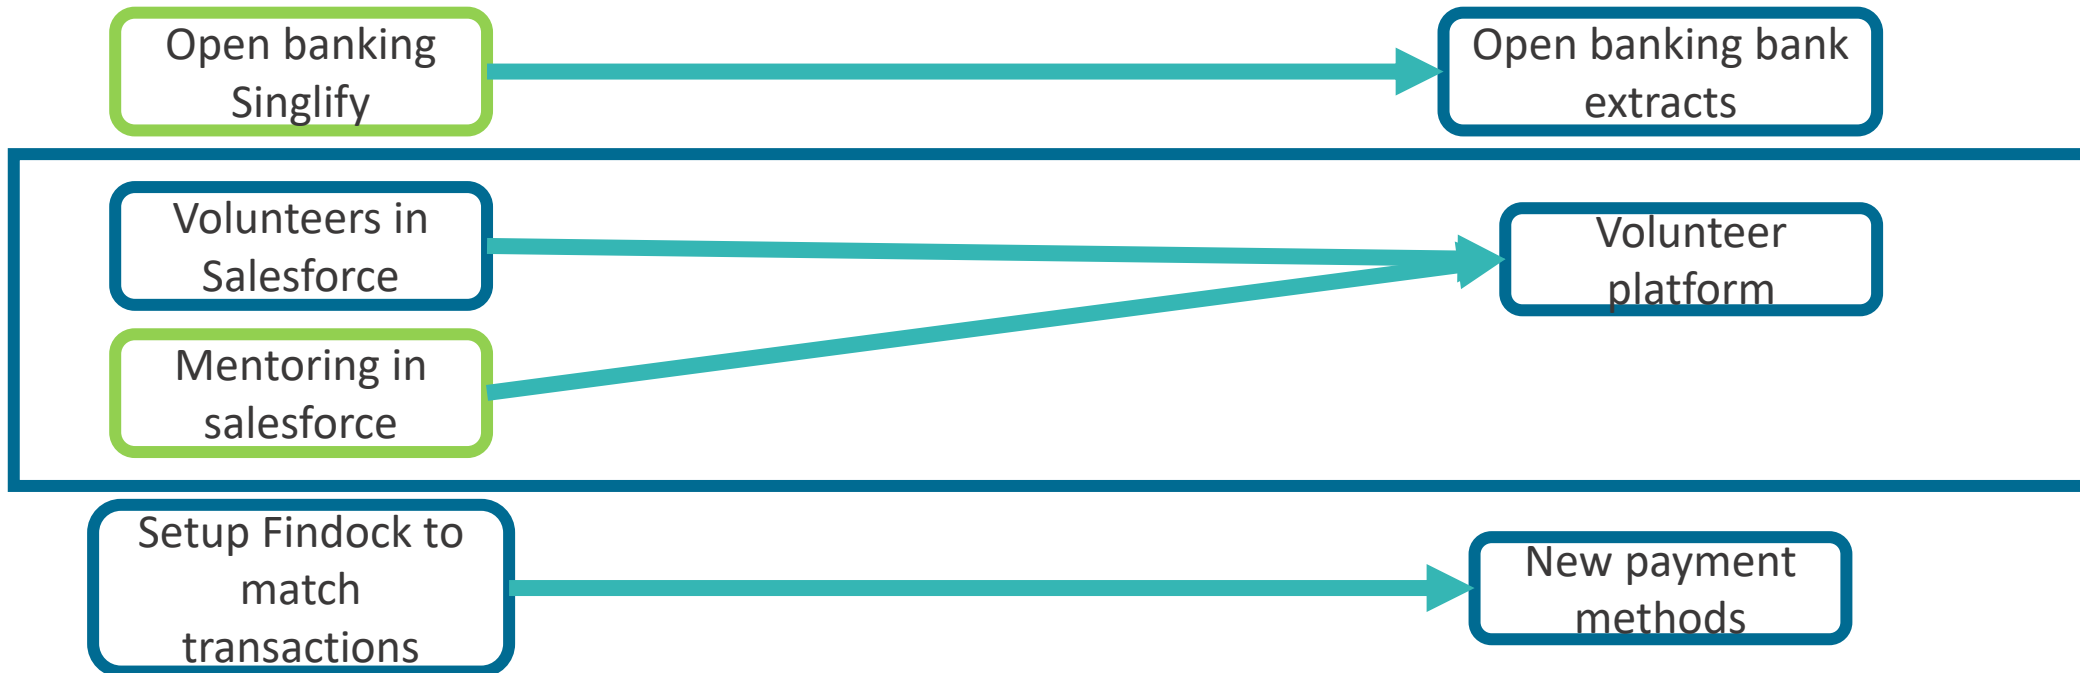 Open banking
Singlify
Open banking bank
extracts
Volunteers in
Salesforce
Volunteer
platform
Mentoring in
salesforce
Setup Findock to
match
transactions
New payment
methods